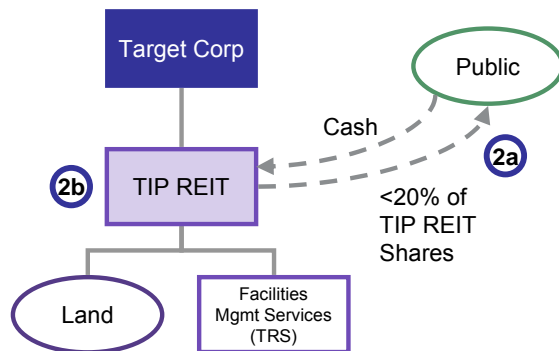 Target Corp
Public
Cash
2a
2b
TIP REIT
<20% of
TIP REIT
Shares
Land
Facilities
Mgmt Services
(TRS)